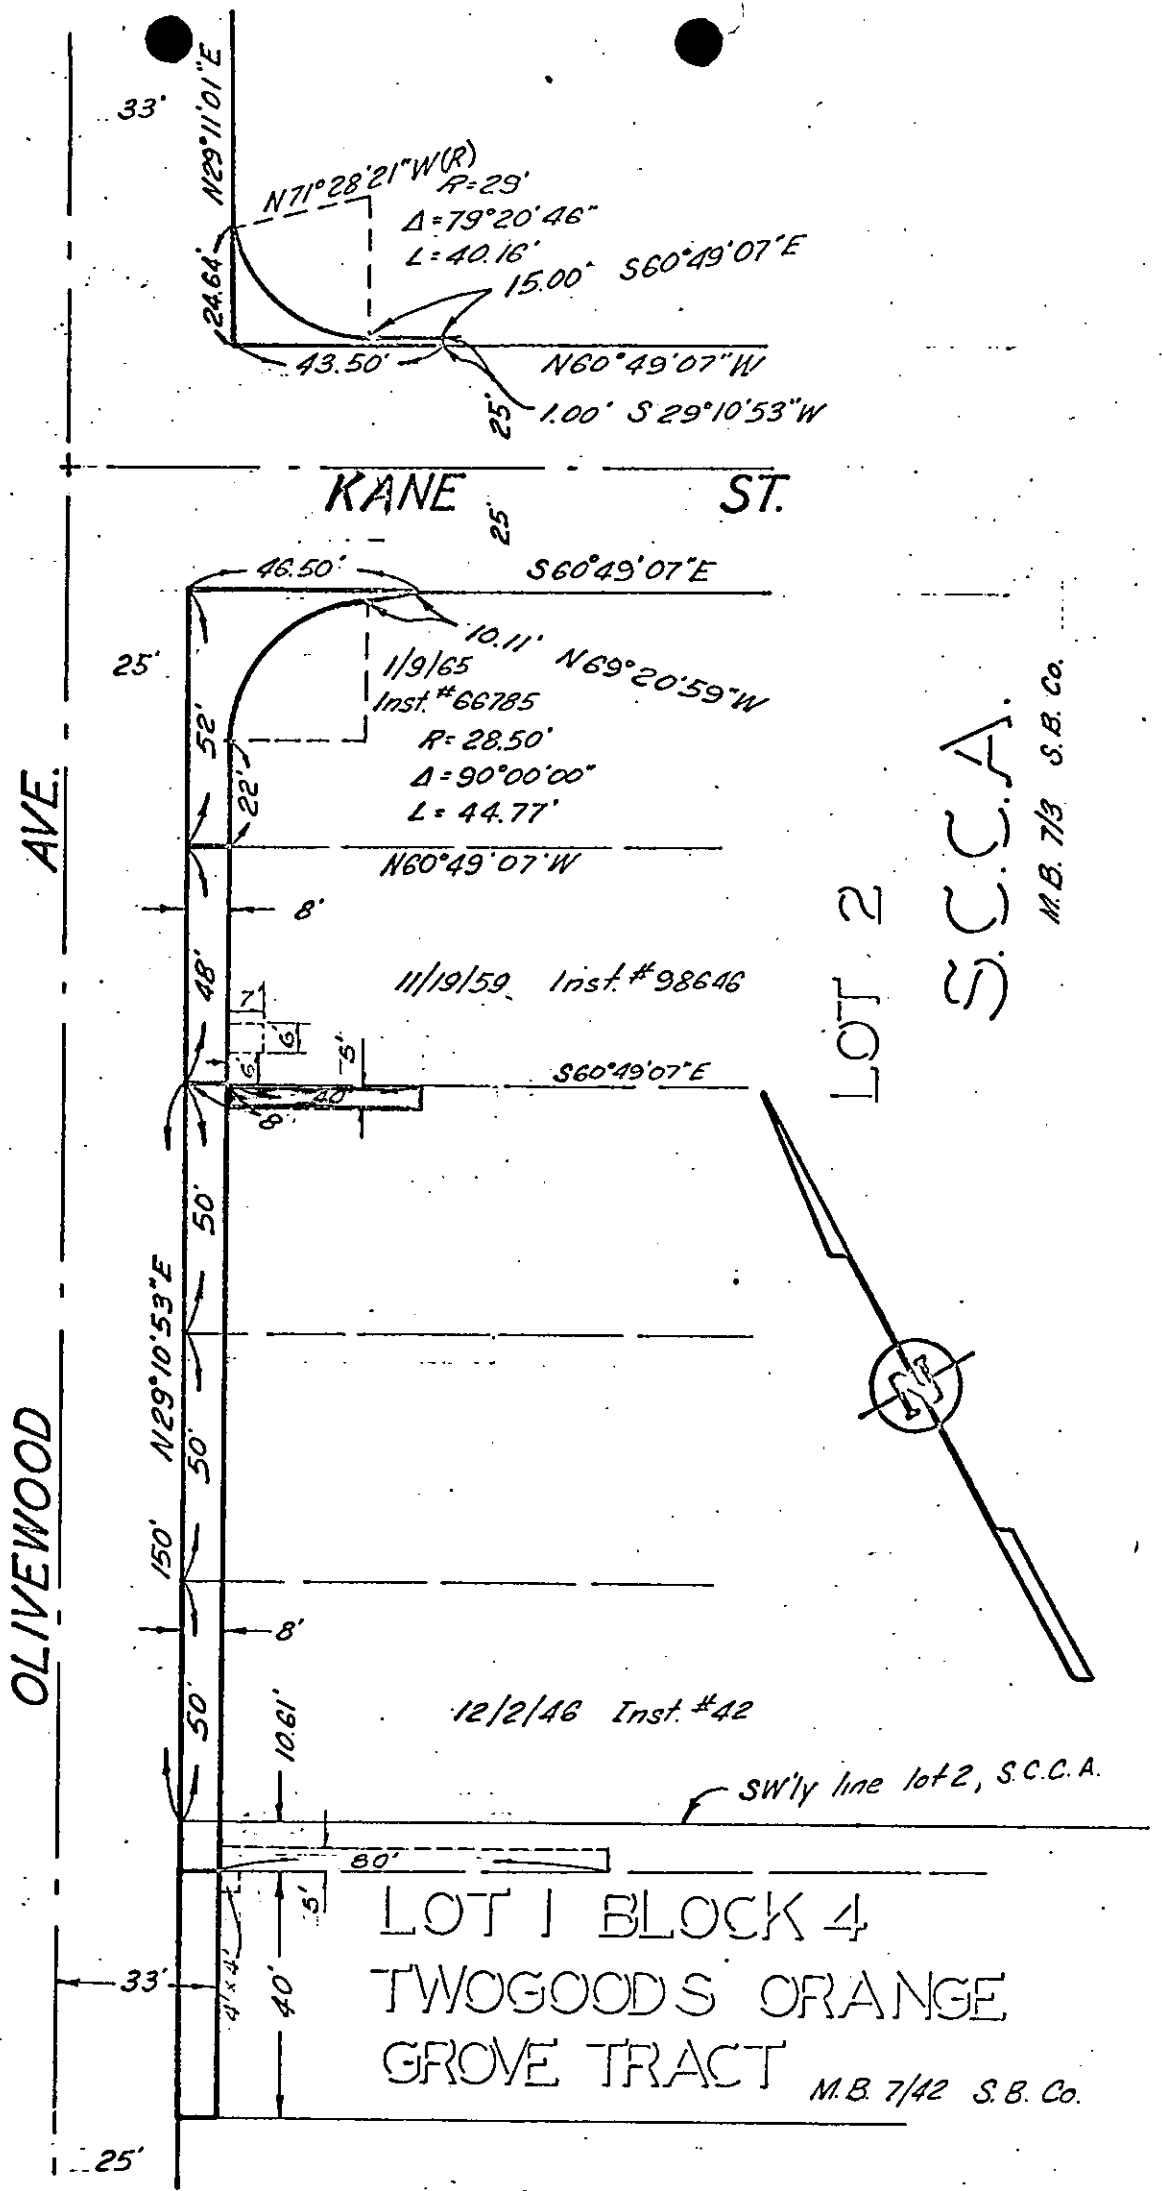 33'
N29°11'01"E
N71°28'21"W(R)
R=29'
Δ=79°20'46"
L=40.16'
15.00' S60°49'07"E
24.64'
43.50'
N60°49'07"W
1.00' S29°10'53"W
25'
KANE ST.
25'
46.50'
S60°49'07"E
10.11' N69°20'59"W
25'
1/9/65
Inst.#66785
R=28.50'
Δ=90°00'00"
L=44.77'
52'
22'
N60°49'07"W
8'
48'
11/19/59 Inst.#98646
7'
6'
6'
5'
S60°49'07"E
40'
8'
LOT 2
S.C.C.A.
M.B. 7/3 S.B. Co.
OLIVEWOOD AVE.
50'
N29°10'53"E
150'
50'
8'
50'
10.61'
12/2/46 Inst.#42
SW'ly line lot 2, S.C.C.A.
80'
5'
4'x4'
33'
40'
LOT 1 BLOCK 4
TWOGOODS ORANGE
GROVE TRACT
M.B. 7/42 S.B. Co.
25'